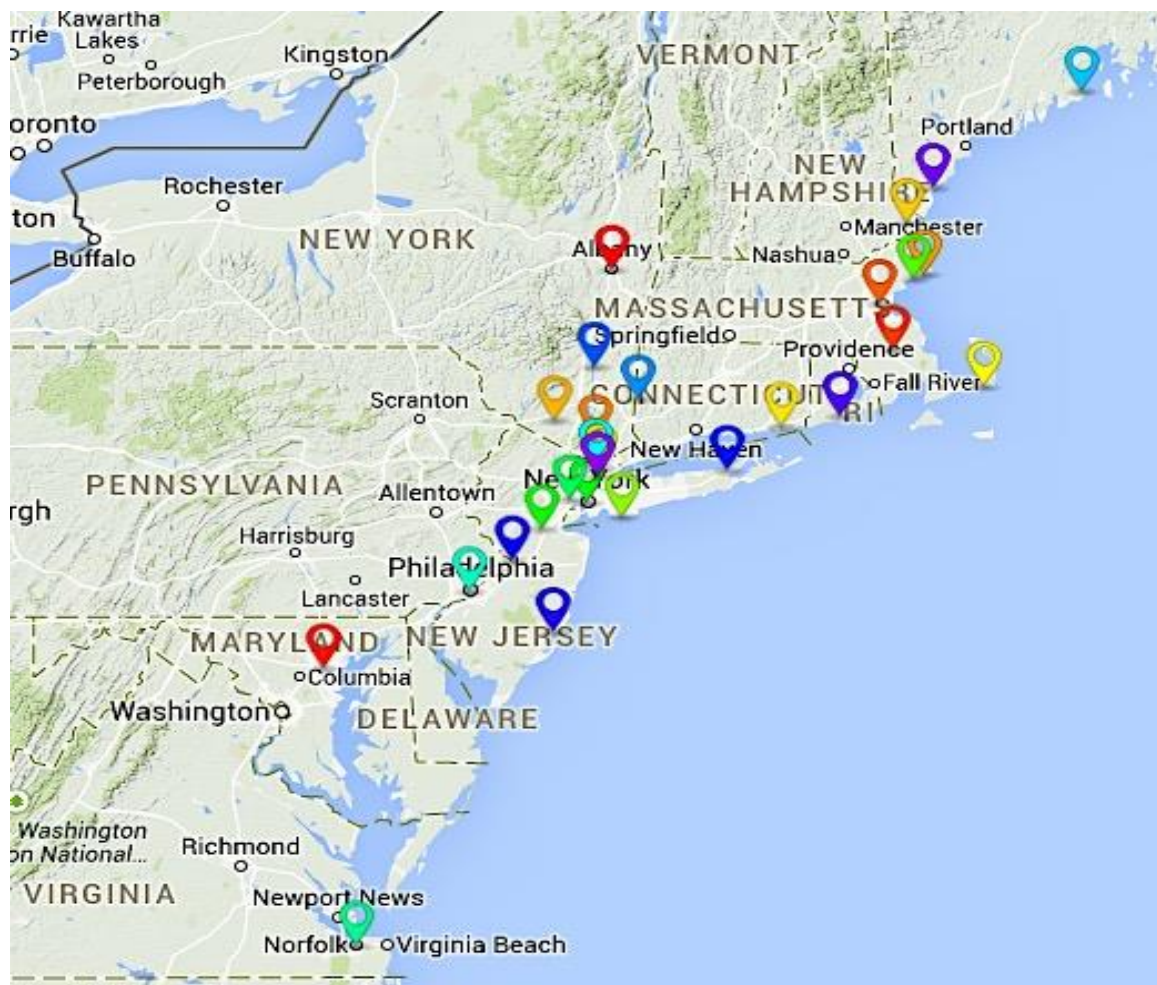 Kawartha
Lakes
rrie
Peterborough
Kingston
VERMONT
oronto
Portland
NEW
HAMPSHIRE
Rochester
ton
Buffalo
NEW YORK
Albany
Manchester
Nashua
MASSACHUSETTS
Springfield
Providence
Fall River
CONNECTICUT
RI
Scranton
New Haven
New York
PENNSYLVANIA
Allentown
rgh
Harrisburg
Philadelphia
Lancaster
MARYLAND
NEW JERSEY
Columbia
Washington
DELAWARE
Washington
on National...
Richmond
VIRGINIA
Newport News
Norfolk
Virginia Beach